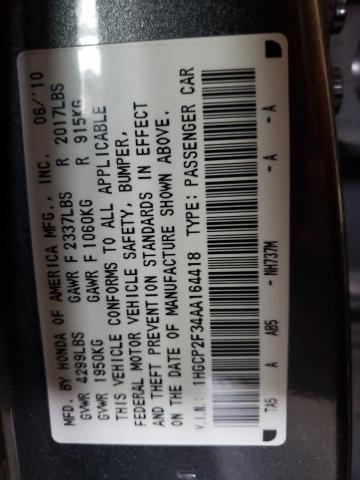 MFD. BY HONDA OF AMERICA MFG., INC. 06/'10
GVWR 4299LBS GAWR F 2337LBS R 2017LBS
GVWR 1950KG GAWR F 1060KG R 915KG
THIS VEHICLE CONFORMS TO ALL APPLICABLE
FEDERAL MOTOR VEHICLE SAFETY, BUMPER,
AND THEFT PREVENTION STANDARDS IN EFFECT
ON THE DATE OF MANUFACTURE SHOWN ABOVE.
V.I.N.: 1HGCP2F34AA164418 TYPE: PASSENGER CAR
TA5 A AB5 - NH737M - A - A